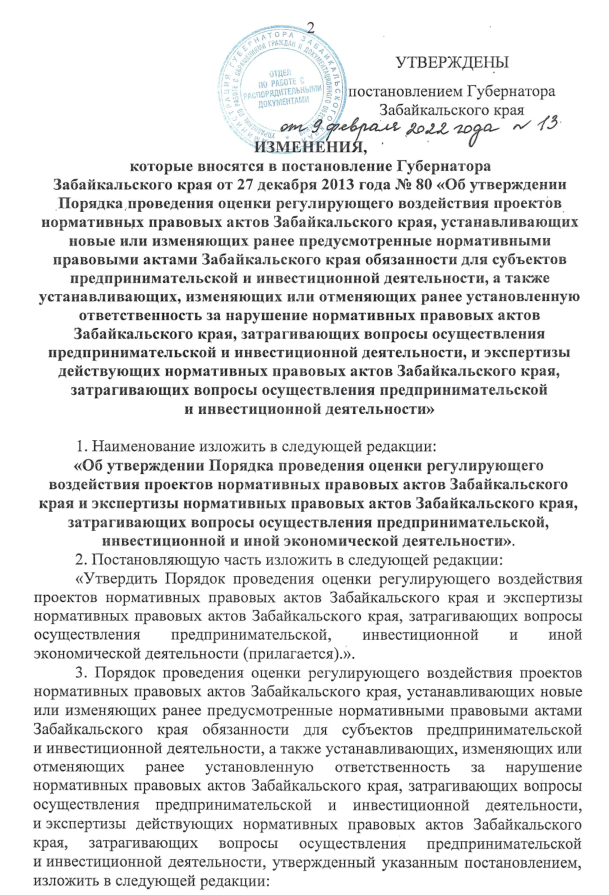 2
УТВЕРЖДЕНЫ
постановлением Губернатора
Забайкальского края
от 9 февраля 2022 года № 13
ОТДЕЛ
ПО РАБОТЕ С
РАСПОРЯДИТЕЛЬНЫМИ
ДОКУМЕНТАМИ
ИЗМЕНЕНИЯ,
которые вносятся в постановление Губернатора
Забайкальского края от 27 декабря 2013 года № 80 «Об утверждении
Порядка проведения оценки регулирующего воздействия проектов
нормативных правовых актов Забайкальского края, устанавливающих
новые или изменяющих ранее предусмотренные нормативными
правовыми актами Забайкальского края обязанности для субъектов
предпринимательской и инвестиционной деятельности, а также
устанавливающих, изменяющих или отменяющих ранее установленную
ответственность за нарушение нормативных правовых актов
Забайкальского края, затрагивающих вопросы осуществления
предпринимательской и инвестиционной деятельности, и экспертизы
действующих нормативных правовых актов Забайкальского края,
затрагивающих вопросы осуществления предпринимательской
и инвестиционной деятельности»
1. Наименование изложить в следующей редакции:
«Об утверждении Порядка проведения оценки регулирующего
воздействия проектов нормативных правовых актов Забайкальского
края и экспертизы нормативных правовых актов Забайкальского края,
затрагивающих вопросы осуществления предпринимательской,
инвестиционной и иной экономической деятельности».
2. Постановляющую часть изложить в следующей редакции:
«Утвердить Порядок проведения оценки регулирующего воздействия
проектов нормативных правовых актов Забайкальского края и экспертизы
нормативных правовых актов Забайкальского края, затрагивающих вопросы
осуществления предпринимательской, инвестиционной и иной
экономической деятельности (прилагается).».
3. Порядок проведения оценки регулирующего воздействия проектов
нормативных правовых актов Забайкальского края, устанавливающих новые
или изменяющих ранее предусмотренные нормативными правовыми актами
Забайкальского края обязанности для субъектов предпринимательской
и инвестиционной деятельности, а также устанавливающих, изменяющих или
отменяющих ранее установленную ответственность за нарушение
нормативных правовых актов Забайкальского края, затрагивающих вопросы
осуществления предпринимательской и инвестиционной деятельности,
и экспертизы действующих нормативных правовых актов Забайкальского
края, затрагивающих вопросы осуществления предпринимательской
и инвестиционной деятельности, утвержденный указанным постановлением,
изложить в следующей редакции: